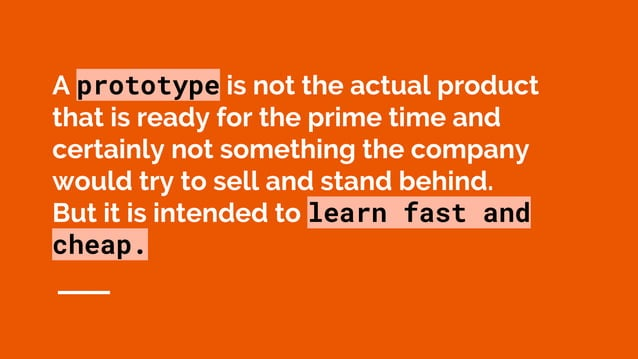 A prototype is not the actual product
that is ready for the prime time and
certainly not something the company
would try to sell and stand behind.
But it is intended to learn fast and
cheap.